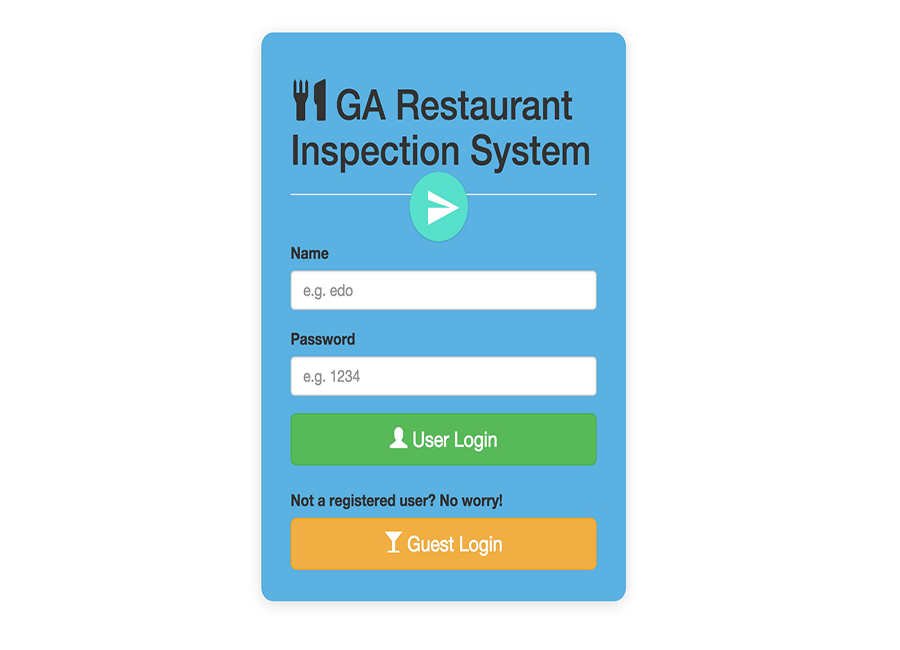 GA Restaurant
Inspection System
Name
e.g. edo
Password
e.g. 1234
User Login
Not a registered user? No worry!
Guest Login